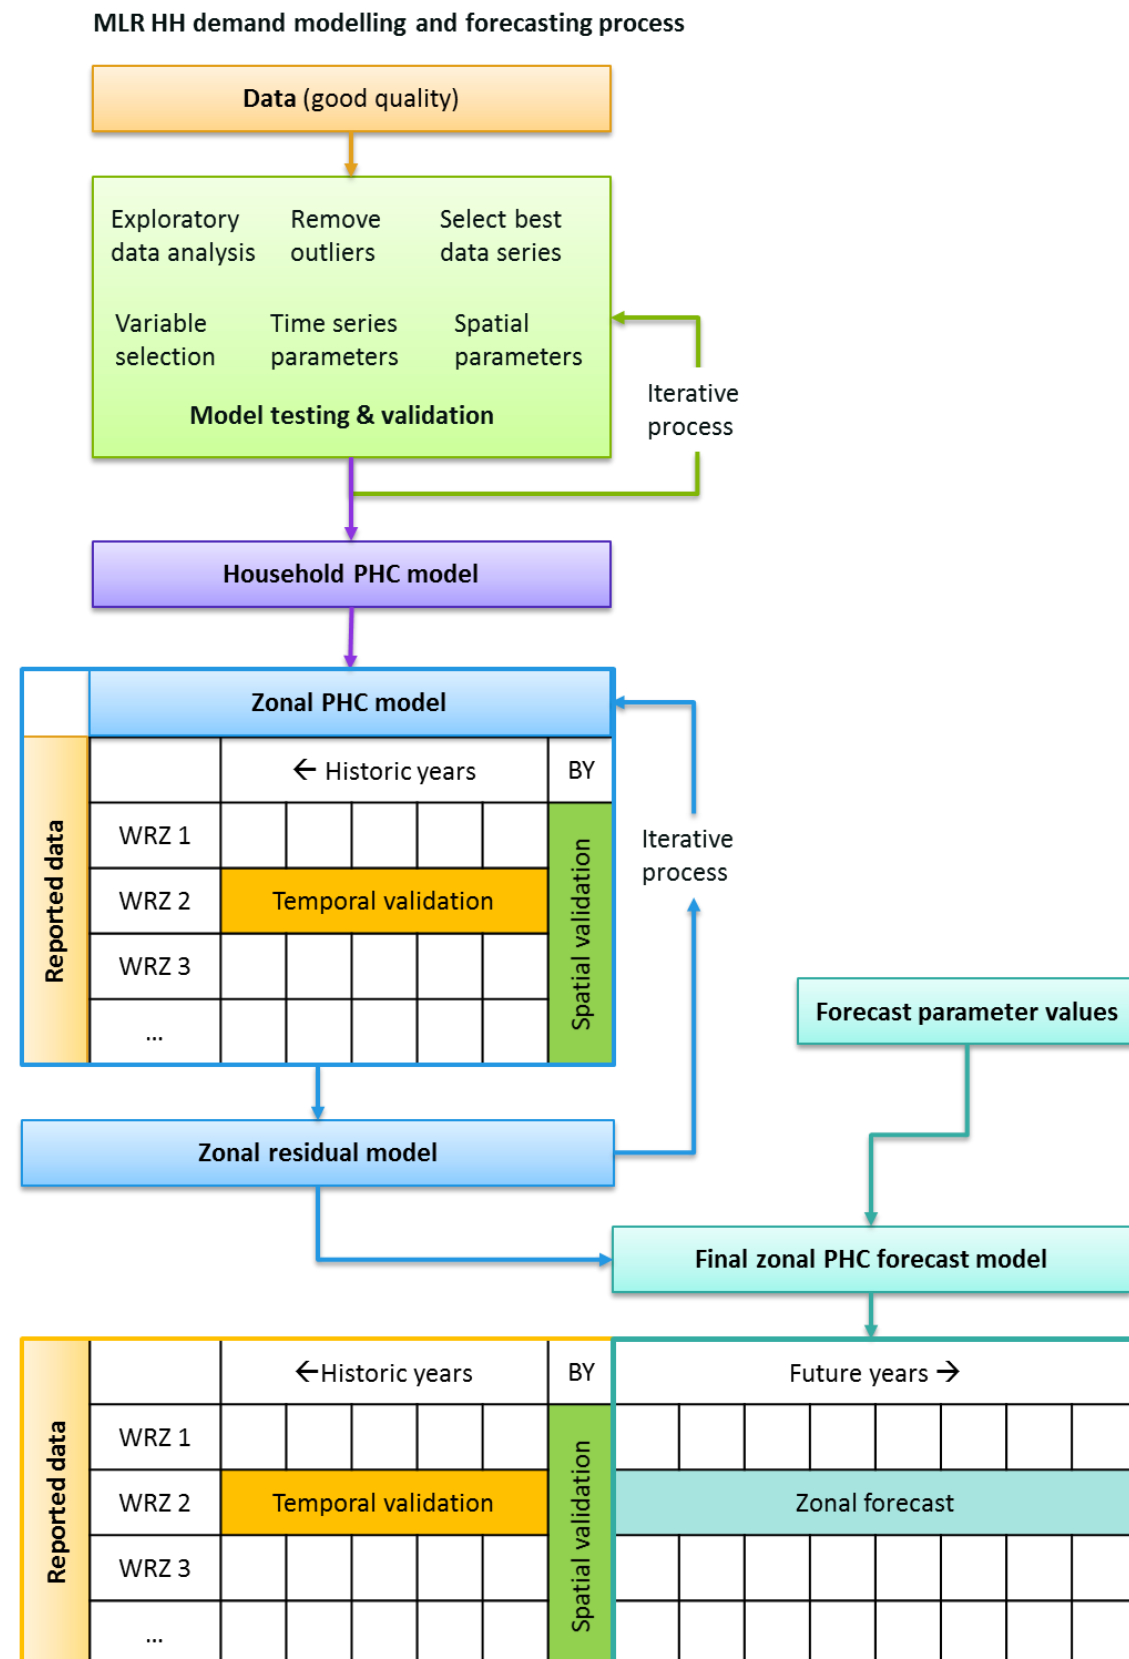 MLR HH demand modelling and forecasting process
Data (good quality)
Exploratory
data analysis
Remove
outliers
Select best
data series
Variable
selection
Time series
parameters
Spatial
parameters
Model testing & validation
Iterative
process
Household PHC model
Zonal PHC model
Reported data
← Historic years
BY
WRZ 1
WRZ 2
Temporal validation
WRZ 3
...
Spatial validation
Iterative
process
Forecast parameter values
Zonal residual model
Final zonal PHC forecast model
Reported data
←Historic years
BY
Future years →
WRZ 1
WRZ 2
Temporal validation
Zonal forecast
WRZ 3
...
Spatial validation